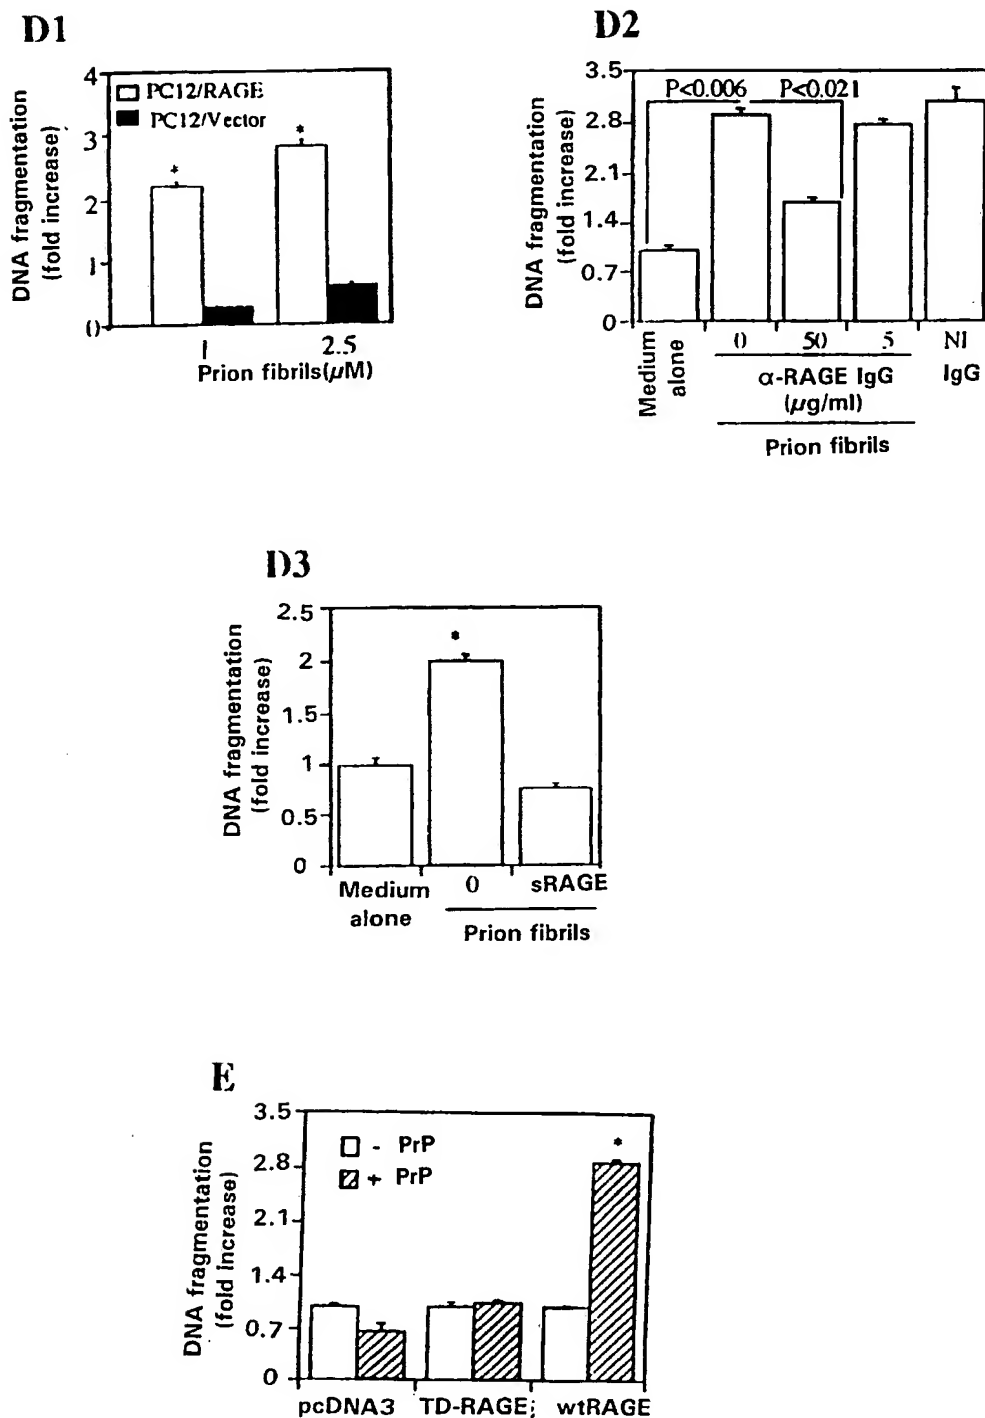 D1
4
3
2
1
0
DNA fragmentation
(fold increase)
PC12/RAGE
PC12/Vector
*
*
1
2.5
Prion fibrils(μM)
D2
3.5
2.8
2.1
1.4
0.7
0
DNA fragmentation
(fold increase)
P<0.006
P<0.021
Medium
alone
0
50
5
NI
IgG
α-RAGE IgG
(μg/ml)
Prion fibrils
D3
2.5
2
1.5
1
0.5
0
DNA fragmentation
(fold increase)
*
Medium
alone
0
sRAGE
Prion fibrils
E
3.5
2.8
2.1
1.4
0.7
0
DNA fragmentation
(fold increase)
- PrP
+ PrP
*
pcDNA3
TD-RAGE;
wtRAGE